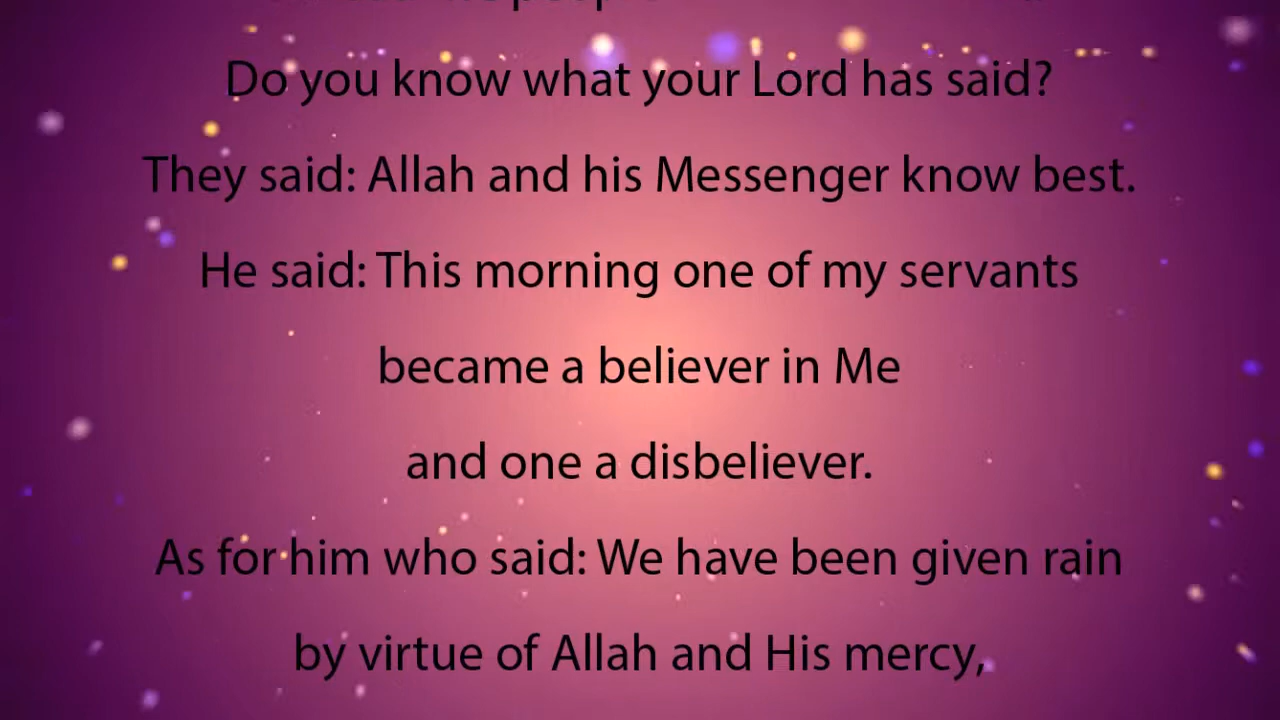 Do you know what your Lord has said?
They said: Allah and his Messenger know best.
He said: This morning one of my servants
became a believer in Me
and one a disbeliever.
As for him who said: We have been given rain
by virtue of Allah and His mercy,